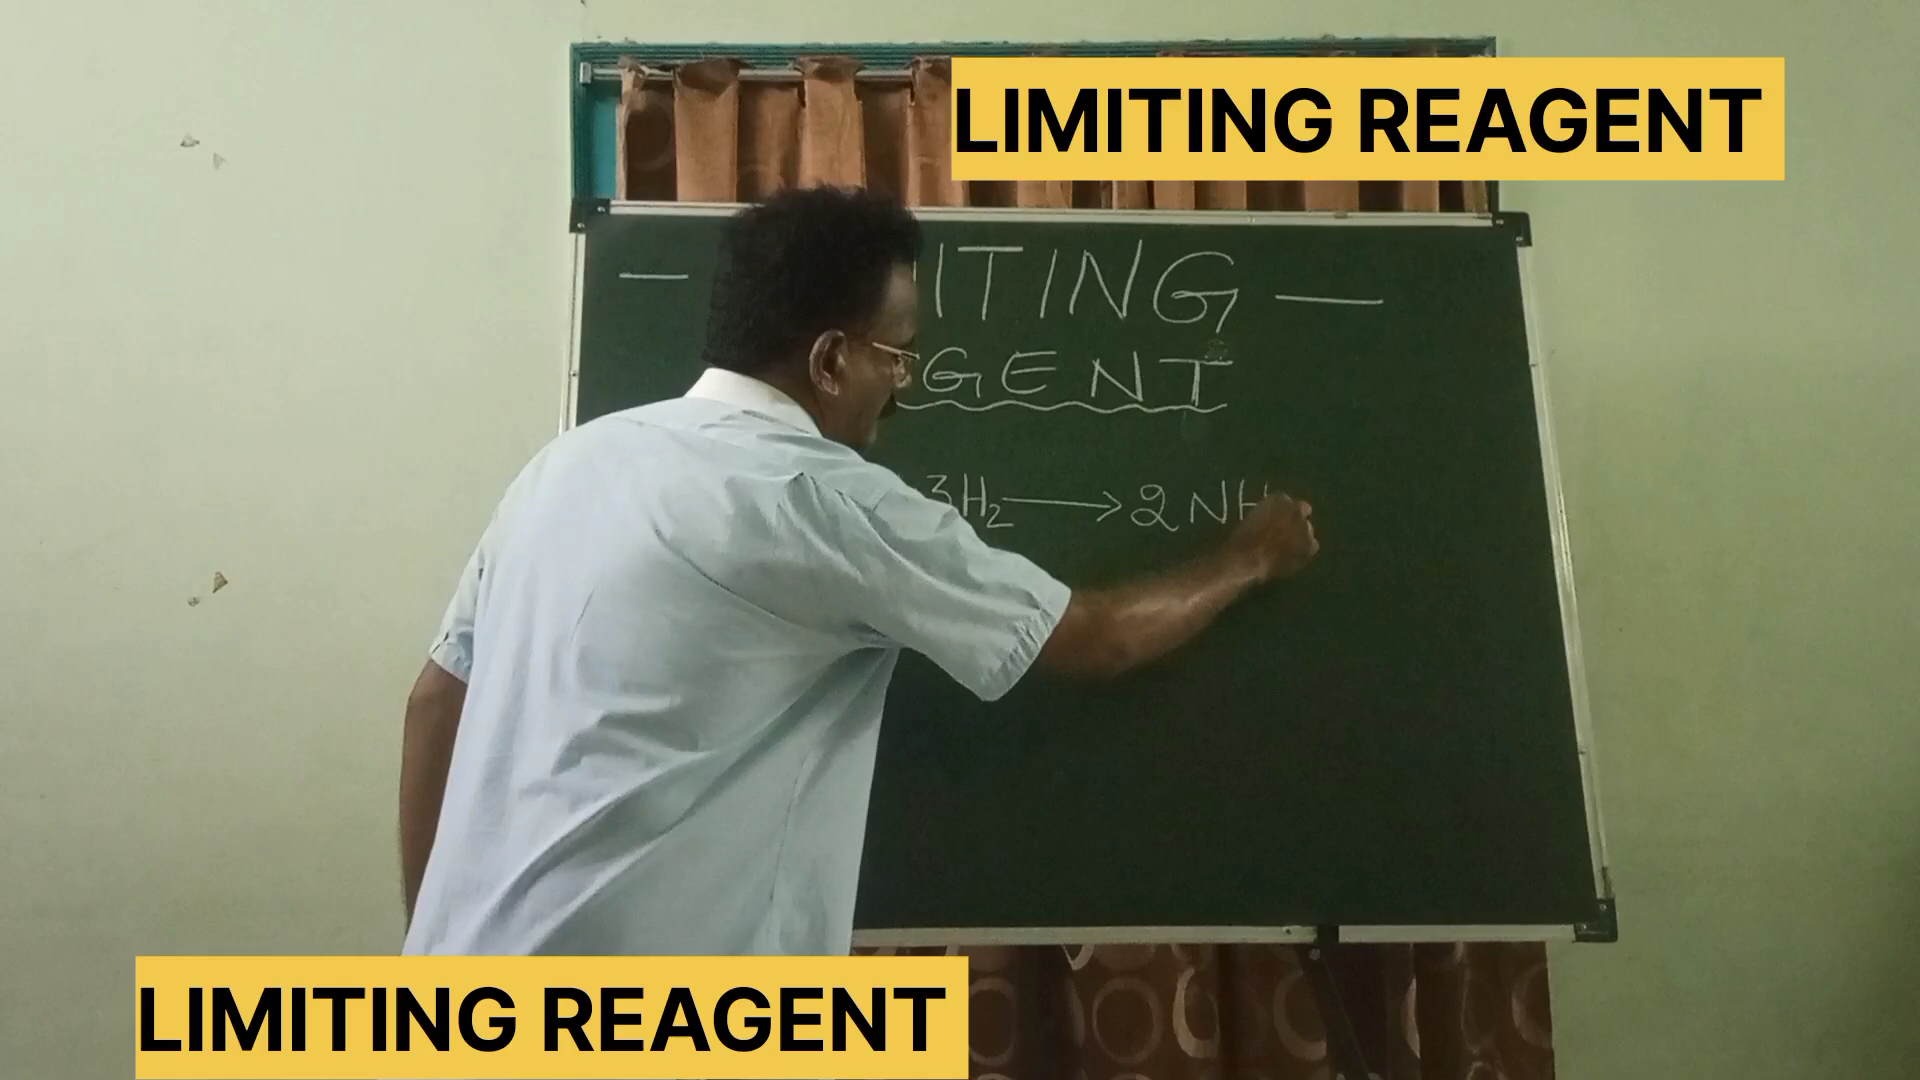 LIMITING REAGENT
— ITING —
GENT
3H₂ ⟶ 2NH
LIMITING REAGENT